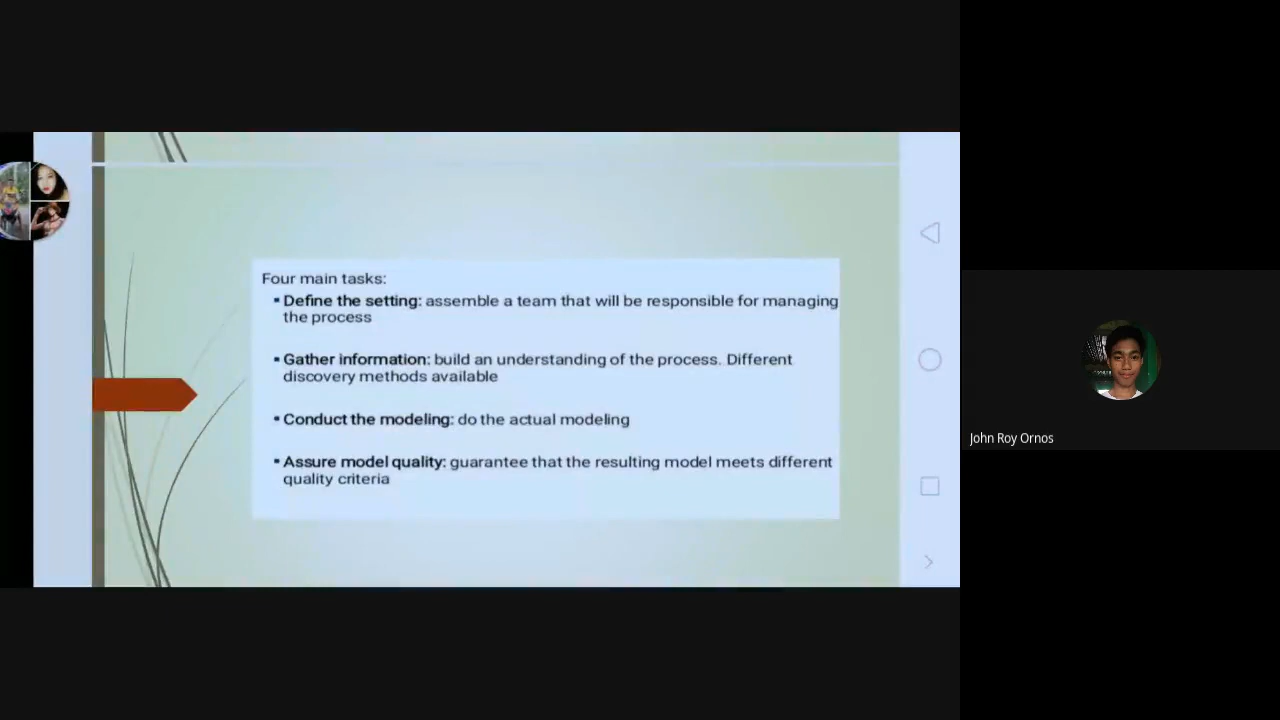 Four main tasks:
▪ Define the setting: assemble a team that will be responsible for managing
the process
▪ Gather information: build an understanding of the process. Different
discovery methods available
▪ Conduct the modeling: do the actual modeling
▪ Assure model quality: guarantee that the resulting model meets different
quality criteria
John Roy Ornos